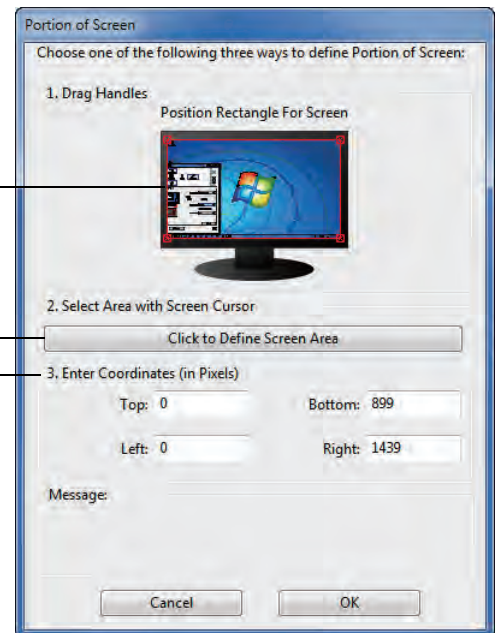 Portion of Screen
Choose one of the following three ways to define Portion of Screen:
1. Drag Handles
Position Rectangle For Screen
2. Select Area with Screen Cursor
Click to Define Screen Area
3. Enter Coordinates (in Pixels)
Top: 0 Bottom: 899
Left: 0 Right: 1439
Message:
Cancel OK